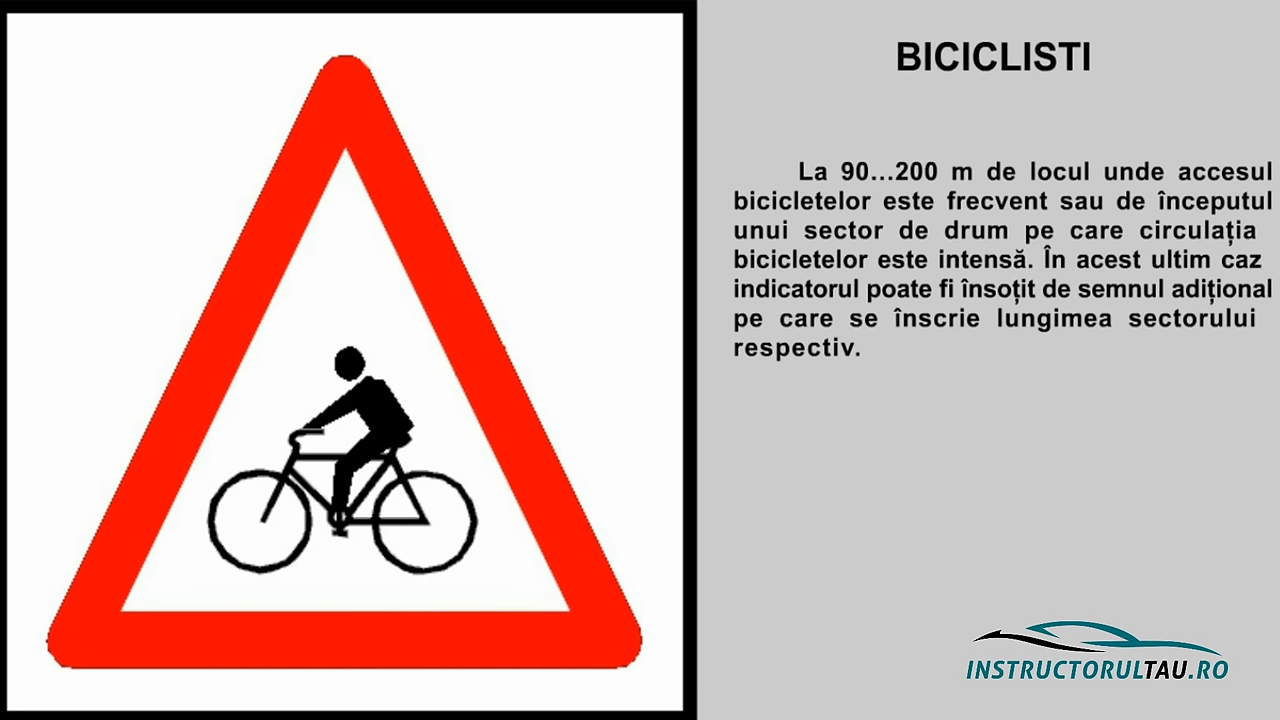 BICICLISTI
La 90...200 m de locul unde accesul
bicicletelor este frecvent sau de începutul
unui sector de drum pe care circulația
bicicletelor este intensă. În acest ultim caz
indicatorul poate fi însoțit de semnul adițional
pe care se înscrie lungimea sectorului
respectiv.
INSTRUCTORULTAU.RO